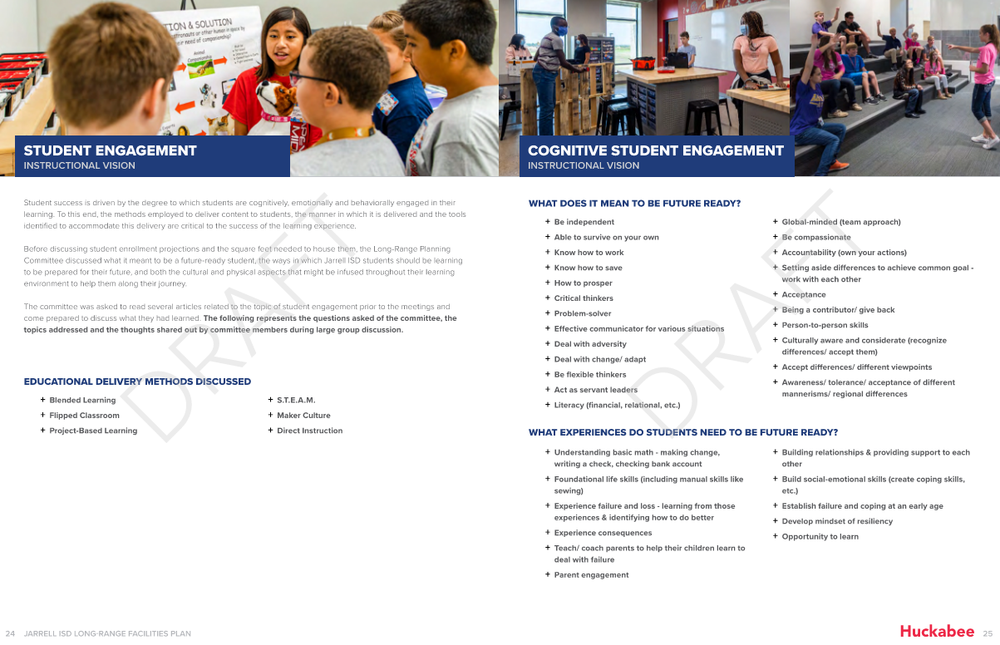 TION & SOLUTION
stronauts or other human in space by
eir need of companionship?
Animal
Companionship
Experts
STUDENT ENGAGEMENT
INSTRUCTIONAL VISION
Student success is driven by the degree to which students are cognitively, emotionally and behaviorally engaged in their
learning. To this end, the methods employed to deliver content to students, the manner in which it is delivered and the tools
identified to accommodate this delivery are critical to the success of the learning experience.
Before discussing student enrollment projections and the square feet needed to house them, the Long-Range Planning
Committee discussed what it meant to be a future-ready student, the ways in which Jarrell ISD students should be learning
to be prepared for their future, and both the cultural and physical aspects that might be infused throughout their learning
environment to help them along their journey.
The committee was asked to read several articles related to the topic of student engagement prior to the meetings and
come prepared to discuss what they had learned. The following represents the questions asked of the committee, the
topics addressed and the thoughts shared out by committee members during large group discussion.
EDUCATIONAL DELIVERY METHODS DISCUSSED
+ Blended Learning
+ Flipped Classroom
+ Project-Based Learning
+ S.T.E.A.M.
+ Maker Culture
+ Direct Instruction
DRAFT
24 JARRELL ISD LONG-RANGE FACILITIES PLAN
COGNITIVE STUDENT ENGAGEMENT
INSTRUCTIONAL VISION
WHAT DOES IT MEAN TO BE FUTURE READY?
+ Be independent
+ Able to survive on your own
+ Know how to work
+ Know how to save
+ How to prosper
+ Critical thinkers
+ Problem-solver
+ Effective communicator for various situations
+ Deal with adversity
+ Deal with change/ adapt
+ Be flexible thinkers
+ Act as servant leaders
+ Literacy (financial, relational, etc.)
+ Global-minded (team approach)
+ Be compassionate
+ Accountability (own your actions)
+ Setting aside differences to achieve common goal -
work with each other
+ Acceptance
+ Being a contributor/ give back
+ Person-to-person skills
+ Culturally aware and considerate (recognize
differences/ accept them)
+ Accept differences/ different viewpoints
+ Awareness/ tolerance/ acceptance of different
mannerisms/ regional differences
WHAT EXPERIENCES DO STUDENTS NEED TO BE FUTURE READY?
+ Understanding basic math - making change,
writing a check, checking bank account
+ Foundational life skills (including manual skills like
sewing)
+ Experience failure and loss - learning from those
experiences & identifying how to do better
+ Experience consequences
+ Teach/ coach parents to help their children learn to
deal with failure
+ Parent engagement
+ Building relationships & providing support to each
other
+ Build social-emotional skills (create coping skills,
etc.)
+ Establish failure and coping at an early age
+ Develop mindset of resiliency
+ Opportunity to learn
DRAFT
Huckabee 25